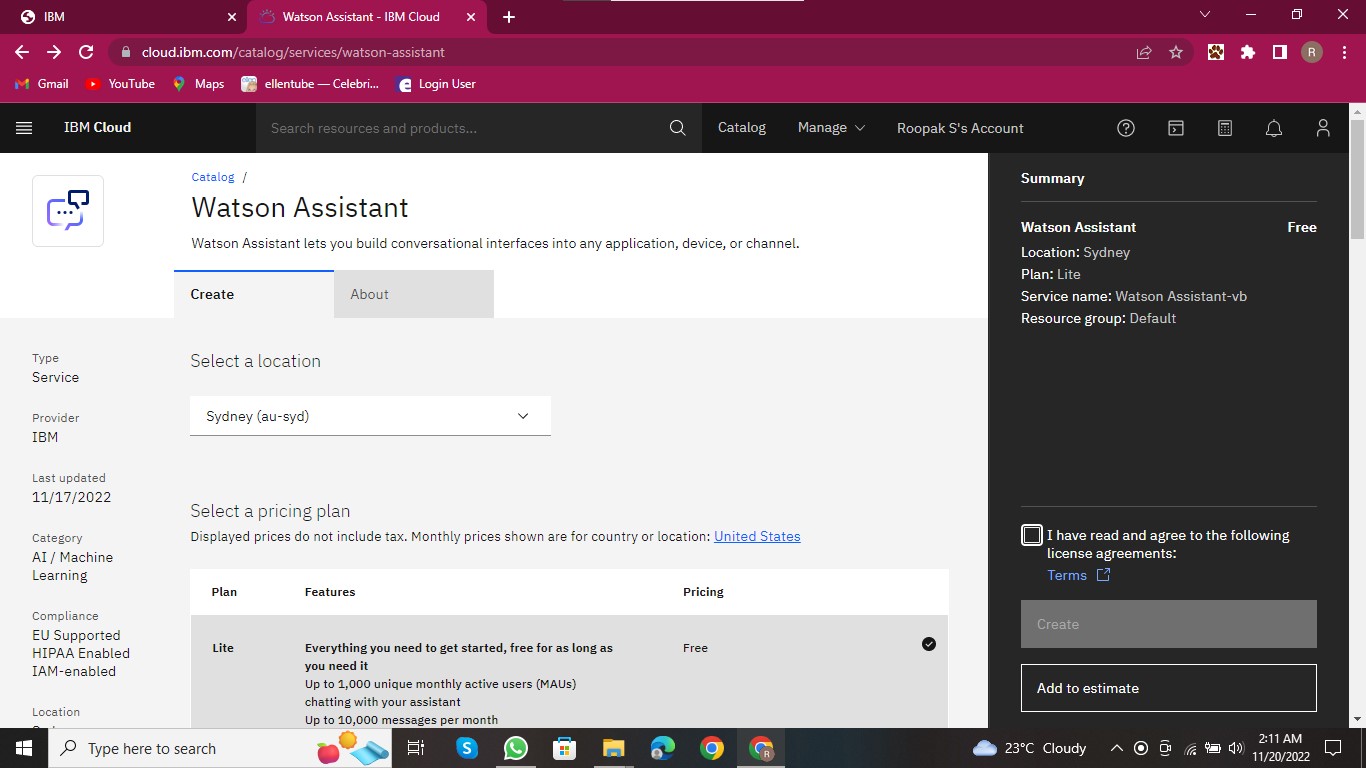 IBM
Watson Assistant - IBM Cloud
cloud.ibm.com/catalog/services/watson-assistant
R
Gmail
YouTube
Maps
ellentube — Celebri...
Login User
IBM Cloud
Search resources and products...
Catalog
Manage
Roopak S's Account
Catalog /
Watson Assistant
Watson Assistant lets you build conversational interfaces into any application, device, or channel.
Create
About
Type
Service
Provider
IBM
Last updated
11/17/2022
Category
AI / Machine
Learning
Compliance
EU Supported
HIPAA Enabled
IAM-enabled
Location
Select a location
Sydney (au-syd)
Select a pricing plan
Displayed prices do not include tax. Monthly prices shown are for country or location: United States
Plan Features Pricing
Lite
Everything you need to get started, free for as long as
you need it
Up to 1,000 unique monthly active users (MAUs)
chatting with your assistant
Up to 10,000 messages per month
Free
Summary
Watson Assistant Free
Location: Sydney
Plan: Lite
Service name: Watson Assistant-vb
Resource group: Default
I have read and agree to the following
license agreements:
Terms
Create
Add to estimate
Type here to search
23°C Cloudy
2:11 AM
11/20/2022